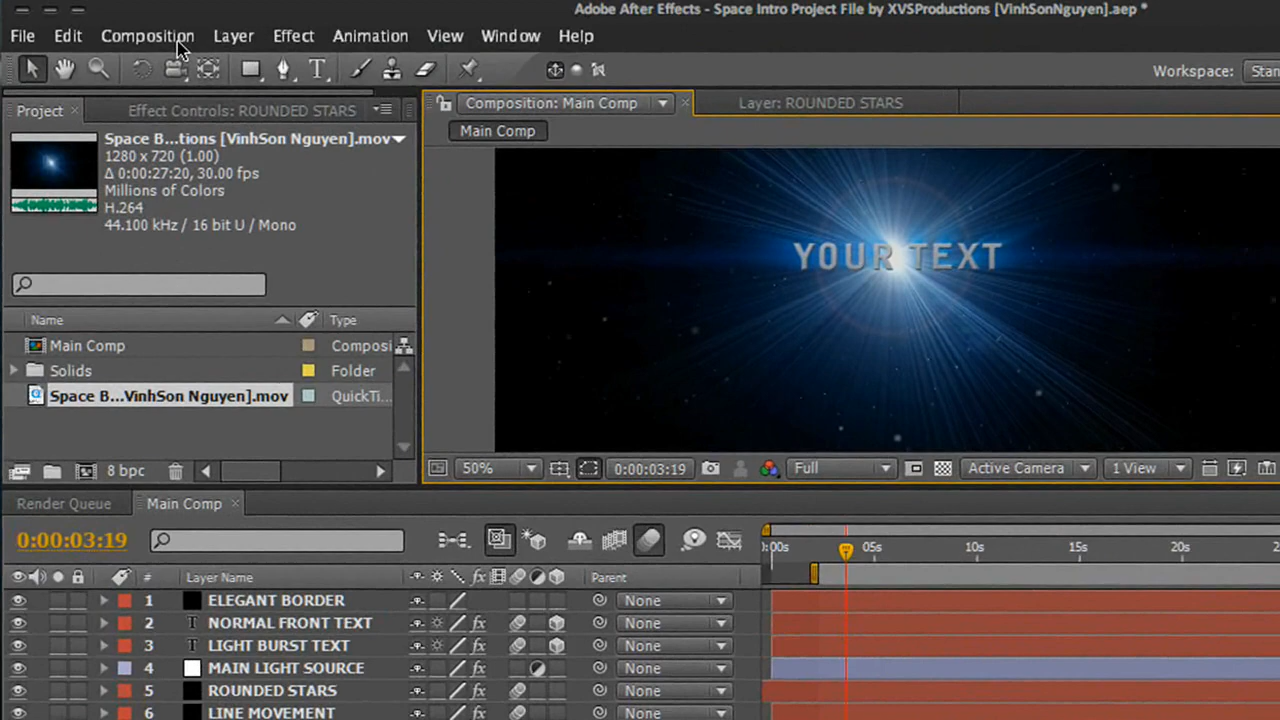 Adobe After Effects - Space Intro Project File by XVSProductions [VinhSonNguyen].aep *
File Edit Composition Layer Effect Animation View Window Help
Workspace: Stan
Project Effect Controls: ROUNDED STARS
Composition: Main Comp Layer: ROUNDED STARS
Main Comp
Space B...tions [VinhSon Nguyen].mov
1280 x 720 (1.00)
Δ 0:00:27:20, 30.00 fps
Millions of Colors
H.264
44.100 kHz / 16 bit U / Mono
YOUR TEXT
Name Type
Main Comp Composi
Solids Folder
Space B...VinhSon Nguyen].mov QuickTi...
8 bpc
50% 0:00:03:19 Full Active Camera 1 View
Render Queue Main Comp
0:00:03:19
:00s 05s 10s 15s 20s 2
# Layer Name Parent
1 ELEGANT BORDER None
2 NORMAL FRONT TEXT None
3 LIGHT BURST TEXT None
4 MAIN LIGHT SOURCE None
5 ROUNDED STARS None
6 LINE MOVEMENT None